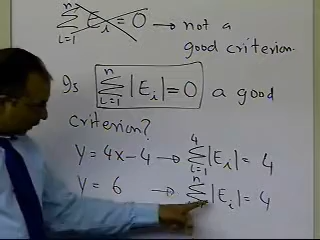 n Σ i=1 Eᵢ = 0 → not a
good criterion.
Is n Σ i=1 |Eᵢ| = 0 a good
criterion?
y = 4x - 4 → 4 Σ i=1 |Eᵢ| = 4
y = 6 → n Σ |Eᵢ| = 4